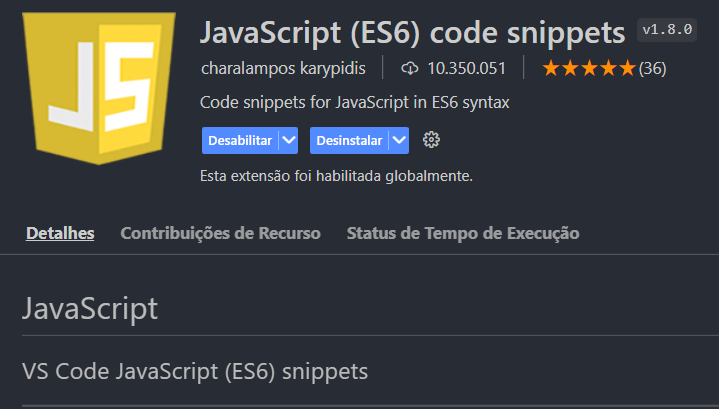 JS
JavaScript (ES6) code snippets v1.8.0
charalampos karypidis 10.350.051 (36)
Code snippets for JavaScript in ES6 syntax
Desabilitar Desinstalar
Esta extensão foi habilitada globalmente.
Detalhes Contribuições de Recurso Status de Tempo de Execução
JavaScript
VS Code JavaScript (ES6) snippets